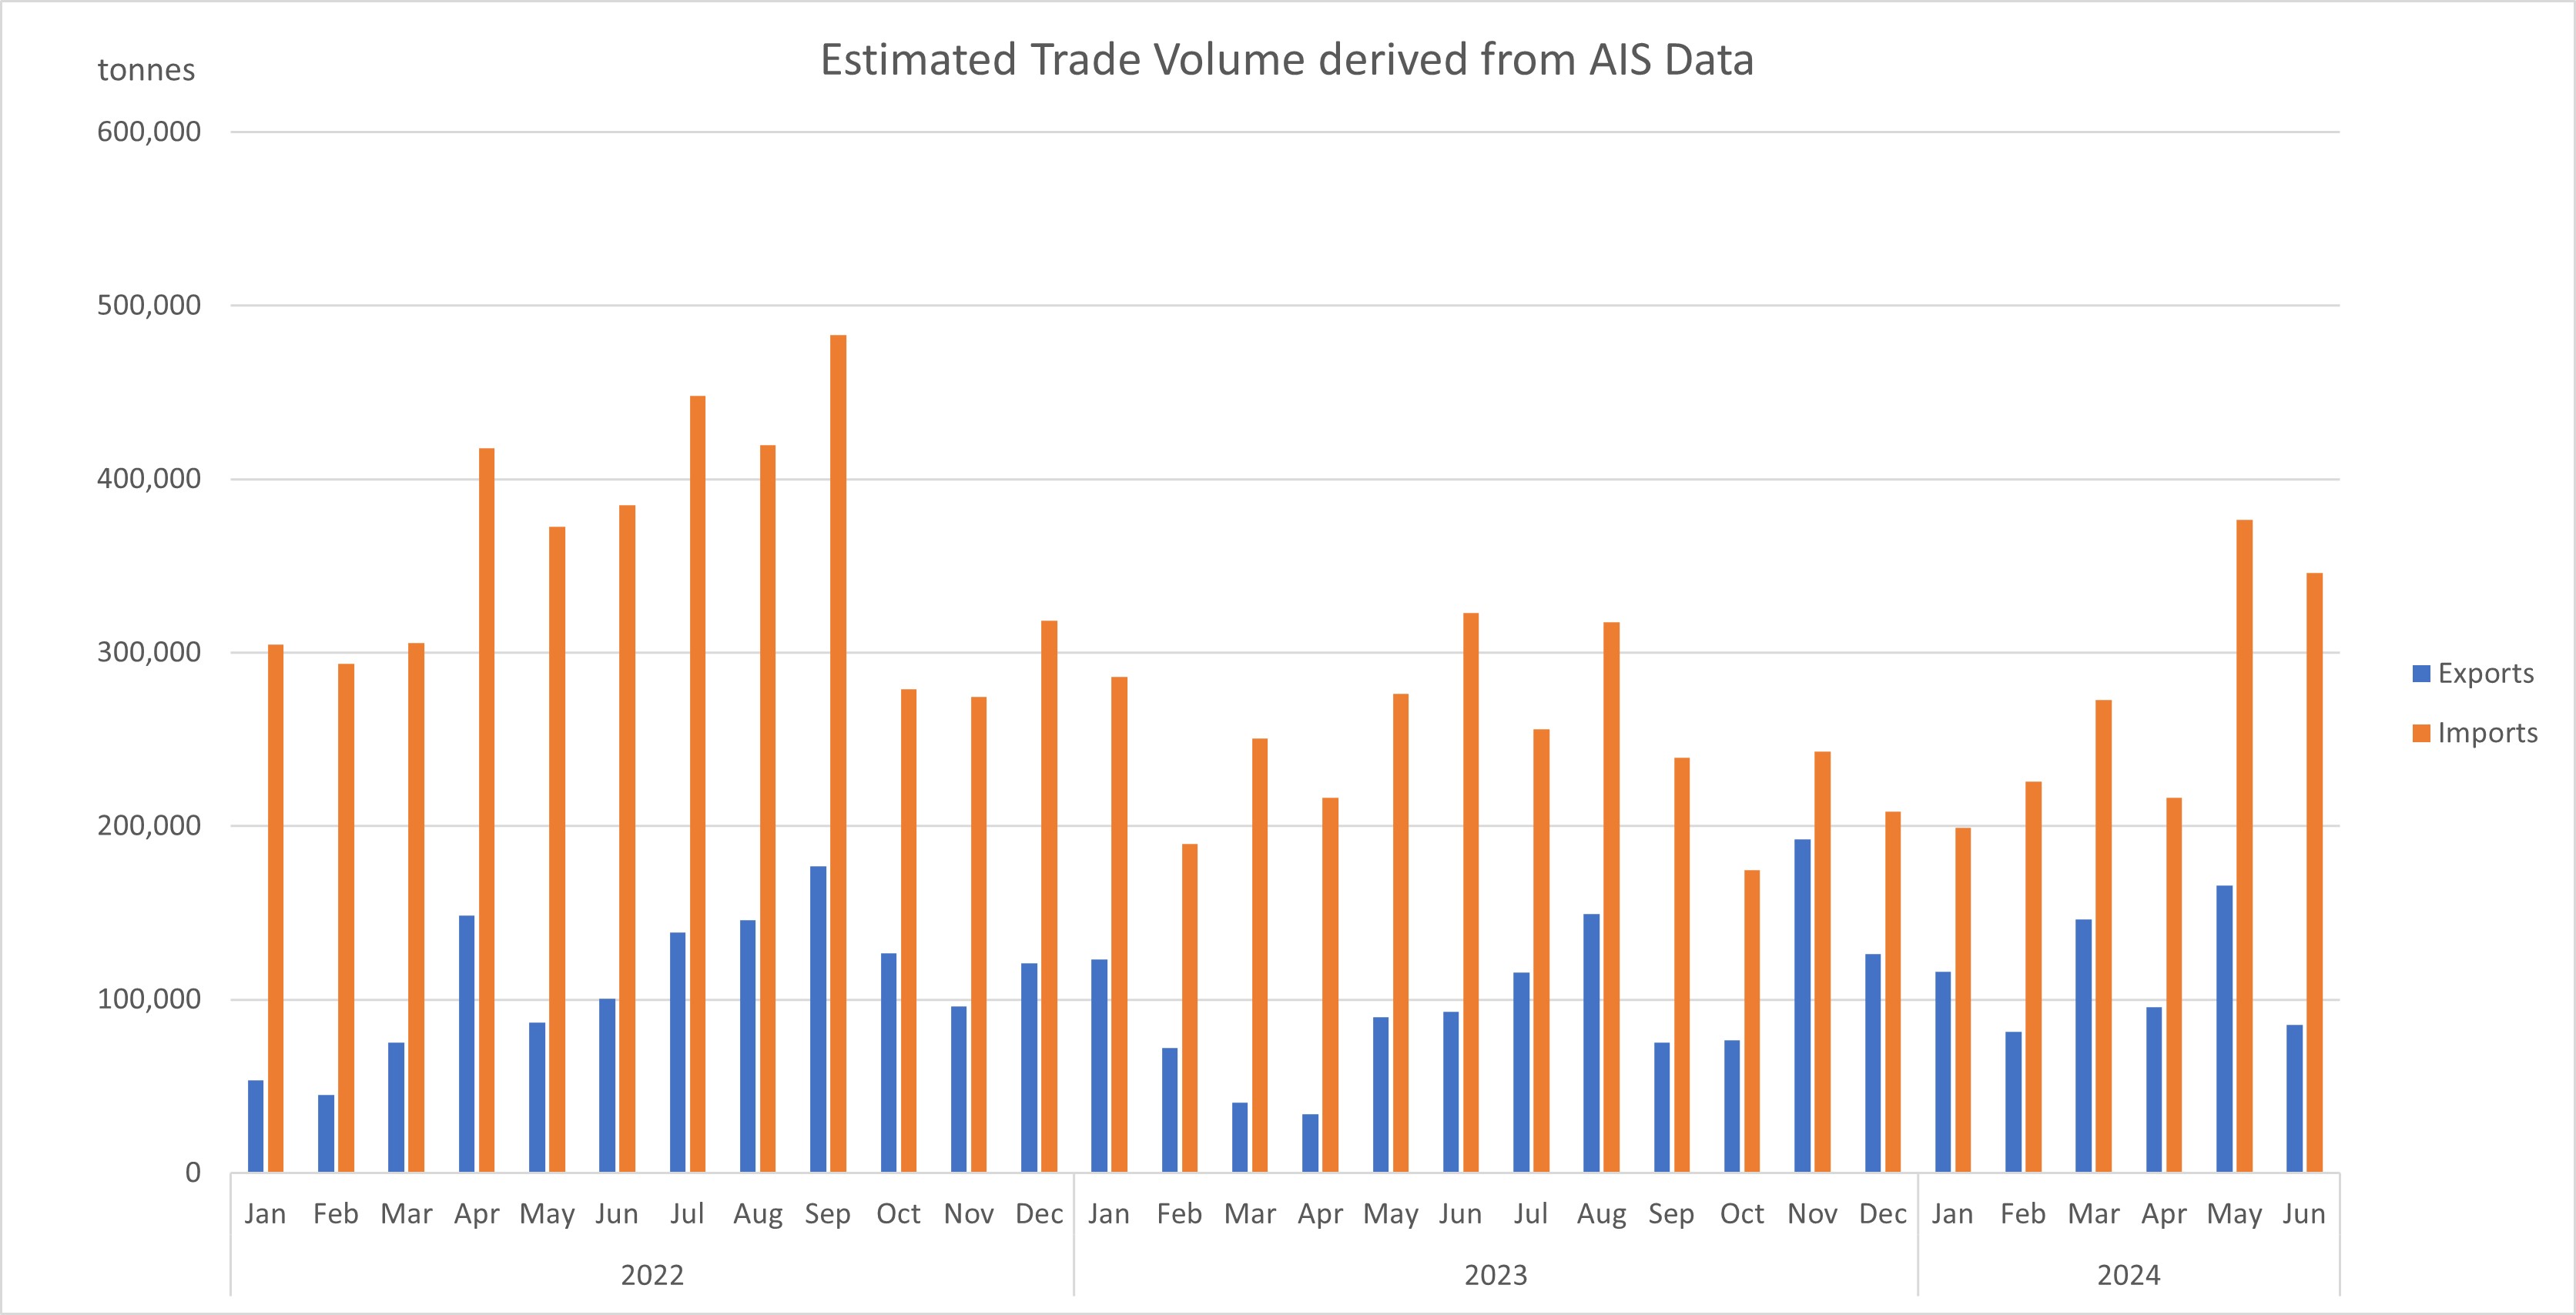 Estimated Trade Volume derived from AIS Data
tonnes
600,000
500,000
400,000
300,000
200,000
100,000
0
Jan Feb Mar Apr May Jun Jul Aug Sep Oct Nov Dec Jan Feb Mar Apr May Jun Jul Aug Sep Oct Nov Dec Jan Feb Mar Apr May Jun
2022 2023 2024
Exports
Imports